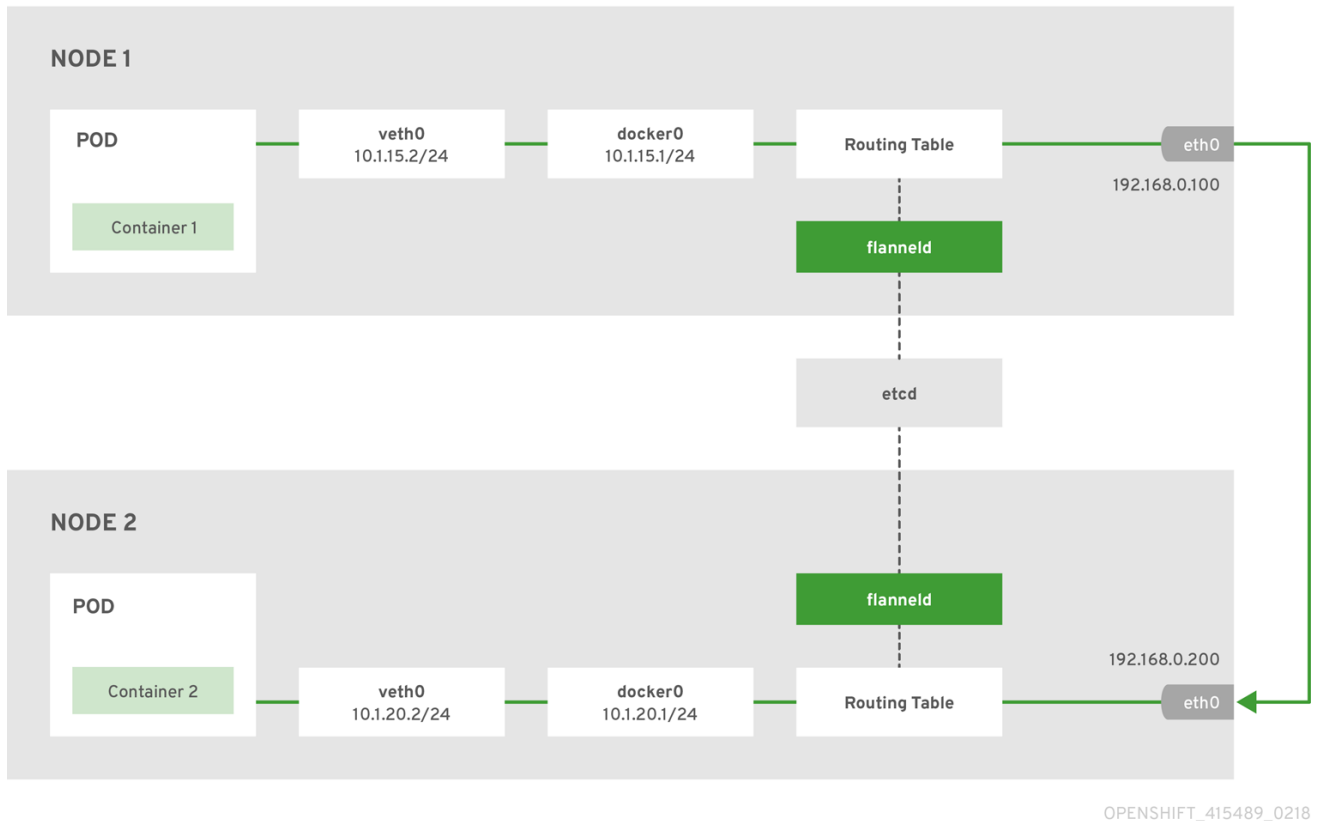 NODE 1
POD
Container 1
veth0
10.1.15.2/24
docker0
10.1.15.1/24
Routing Table
flanneld
eth0
192.168.0.100
etcd
NODE 2
POD
Container 2
veth0
10.1.20.2/24
docker0
10.1.20.1/24
flanneld
Routing Table
192.168.0.200
eth0
OPENSHIFT_415489_0218